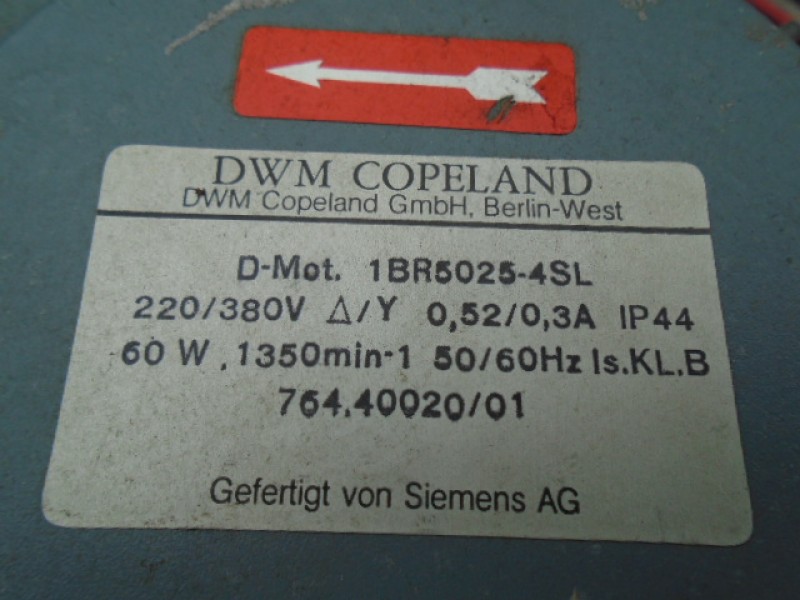 DWM COPELAND
DWM Copeland GmbH, Berlin-West
D-Mot. 1BR5025-4SL
220/380V Δ/Y 0,52/0,3A IP44
60 W . 1350min-1 50/60Hz Is.KL.B
764.40020/01
Gefertigt von Siemens AG